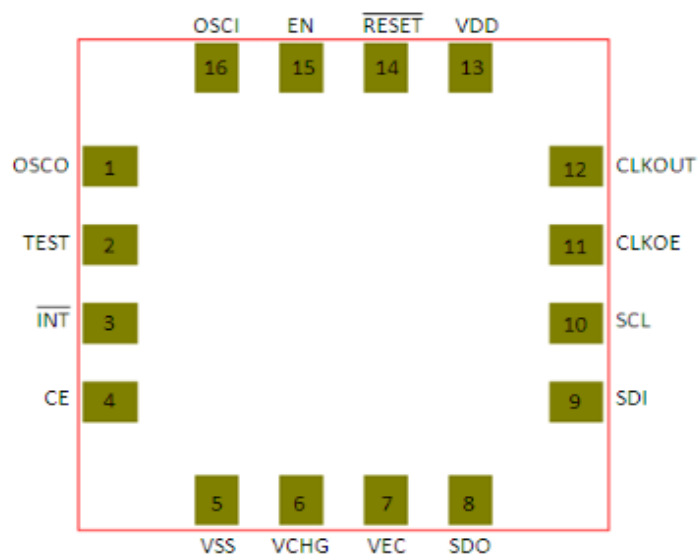 OSCI EN RESET VDD
16 15 14 13
OSCO 1 12 CLKOUT
TEST 2 11 CLKOE
INT 3 10 SCL
CE 4 9 SDI
5 6 7 8
VSS VCHG VEC SDO